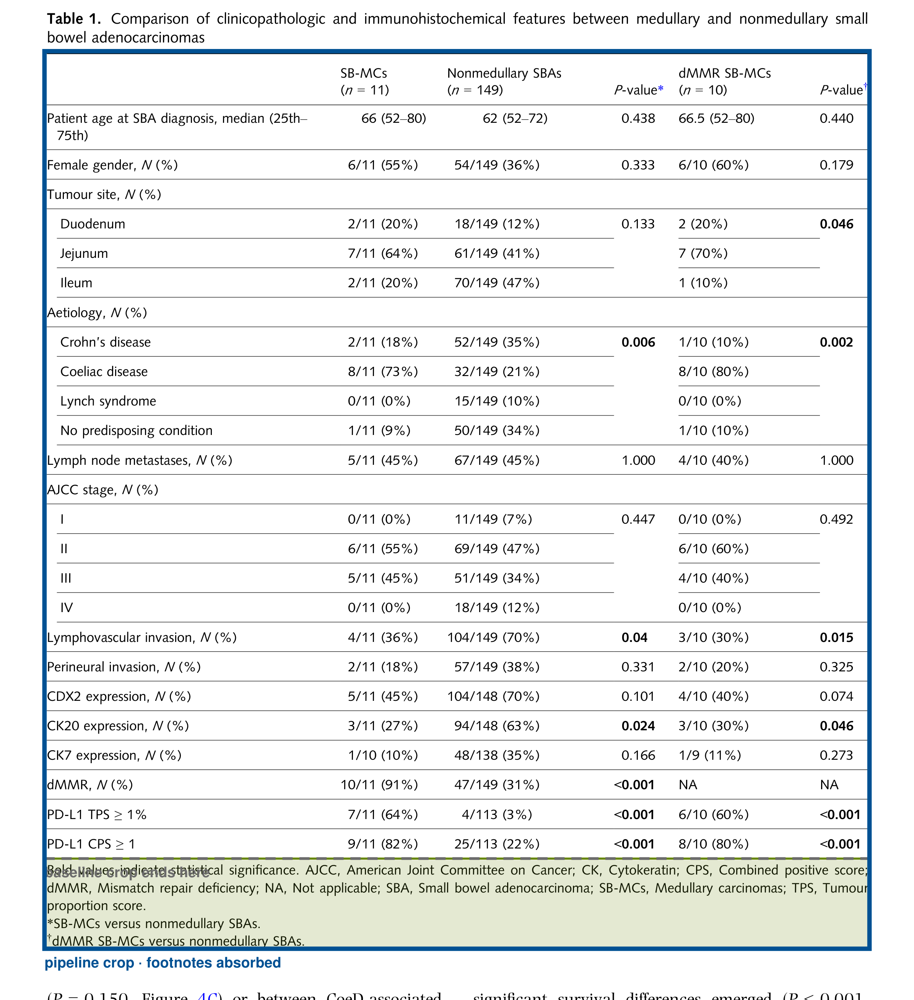 Table 1. Comparison of clinicopathologic and immunohistochemical features between medullary and nonmedullary small
bowel adenocarcinomas
SB-MCs (n = 11) Nonmedullary SBAs (n = 149) P-value* dMMR SB-MCs (n = 10) P-value†
Patient age at SBA diagnosis, median (25th–
75th) 66 (52–80) 62 (52–72) 0.438 66.5 (52–80) 0.440
Female gender, N (%) 6/11 (55%) 54/149 (36%) 0.333 6/10 (60%) 0.179
Tumour site, N (%)
Duodenum 2/11 (20%) 18/149 (12%) 0.133 2 (20%) 0.046
Jejunum 7/11 (64%) 61/149 (41%) 7 (70%)
Ileum 2/11 (20%) 70/149 (47%) 1 (10%)
Aetiology, N (%)
Crohn’s disease 2/11 (18%) 52/149 (35%) 0.006 1/10 (10%) 0.002
Coeliac disease 8/11 (73%) 32/149 (21%) 8/10 (80%)
Lynch syndrome 0/11 (0%) 15/149 (10%) 0/10 (0%)
No predisposing condition 1/11 (9%) 50/149 (34%) 1/10 (10%)
Lymph node metastases, N (%) 5/11 (45%) 67/149 (45%) 1.000 4/10 (40%) 1.000
AJCC stage, N (%)
I 0/11 (0%) 11/149 (7%) 0.447 0/10 (0%) 0.492
II 6/11 (55%) 69/149 (47%) 6/10 (60%)
III 5/11 (45%) 51/149 (34%) 4/10 (40%)
IV 0/11 (0%) 18/149 (12%) 0/10 (0%)
Lymphovascular invasion, N (%) 4/11 (36%) 104/149 (70%) 0.04 3/10 (30%) 0.015
Perineural invasion, N (%) 2/11 (18%) 57/149 (38%) 0.331 2/10 (20%) 0.325
CDX2 expression, N (%) 5/11 (45%) 104/148 (70%) 0.101 4/10 (40%) 0.074
CK20 expression, N (%) 3/11 (27%) 94/148 (63%) 0.024 3/10 (30%) 0.046
CK7 expression, N (%) 1/10 (10%) 48/138 (35%) 0.166 1/9 (11%) 0.273
dMMR, N (%) 10/11 (91%) 47/149 (31%) <0.001 NA NA
PD-L1 TPS ≥ 1% 7/11 (64%) 4/113 (3%) <0.001 6/10 (60%) <0.001
PD-L1 CPS ≥ 1 9/11 (82%) 25/113 (22%) <0.001 8/10 (80%) <0.001
Bold values indicate statistical significance. AJCC, American Joint Committee on Cancer; CK, Cytokeratin; CPS, Combined positive score;
baseline crop ends here
dMMR, Mismatch repair deficiency; NA, Not applicable; SBA, Small bowel adenocarcinoma; SB-MCs, Medullary carcinomas; TPS, Tumour
proportion score.
*SB-MCs versus nonmedullary SBAs.
†dMMR SB-MCs versus nonmedullary SBAs.
pipeline crop · footnotes absorbed
(P = 0.150, Figure 4C) or between CoeD-associated
significant survival differences emerged (P < 0.001,